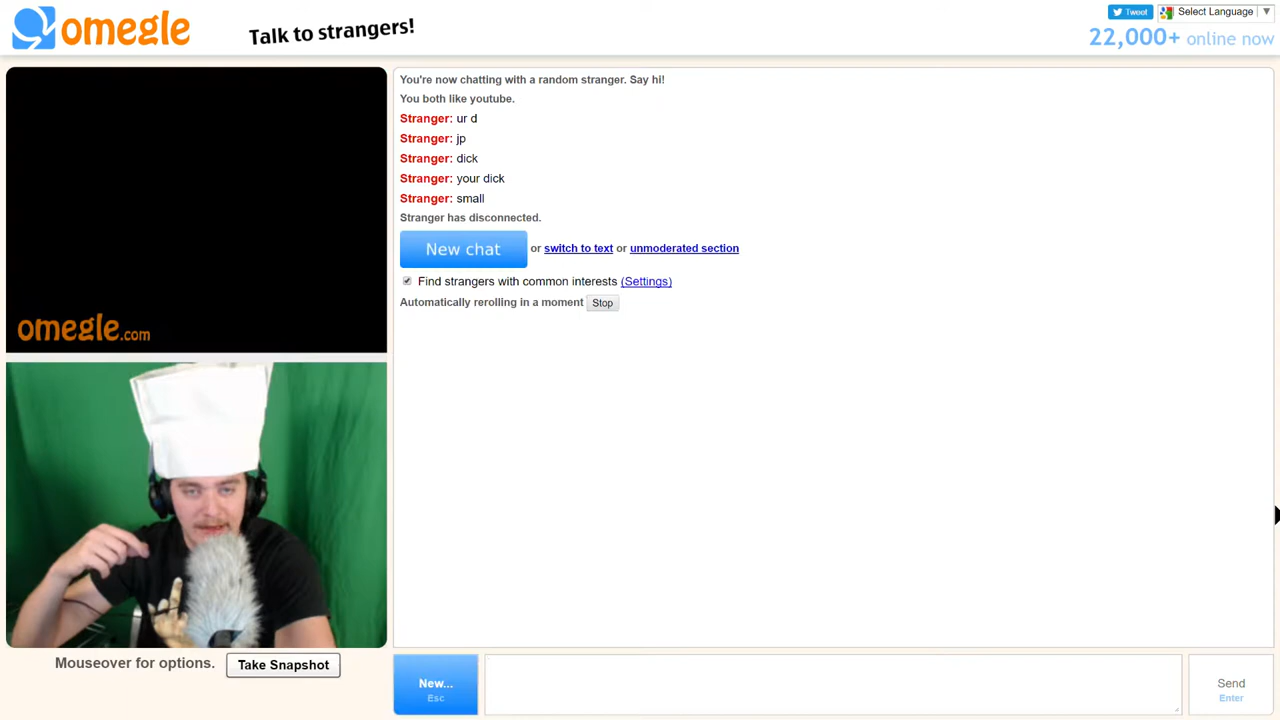 omegle
Talk to strangers!
Tweet
Select Language ▼
22,000+ online now
You're now chatting with a random stranger. Say hi!
You both like youtube.
Stranger: ur d
Stranger: jp
Stranger: dick
Stranger: your dick
Stranger: small
Stranger has disconnected.
New chat or switch to text or unmoderated section
Find strangers with common interests (Settings)
Automatically rerolling in a moment Stop
omegle.com
Mouseover for options. Take Snapshot
New...
Esc
Send
Enter